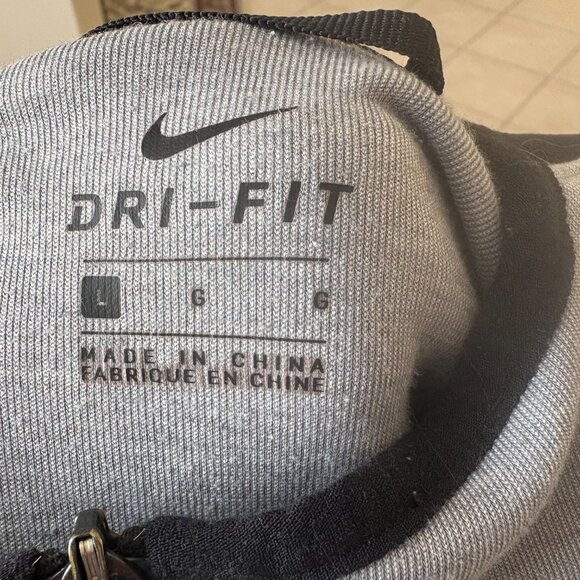 DRI-FIT
L G G
MADE IN CHINA
FABRIQUE EN CHINE